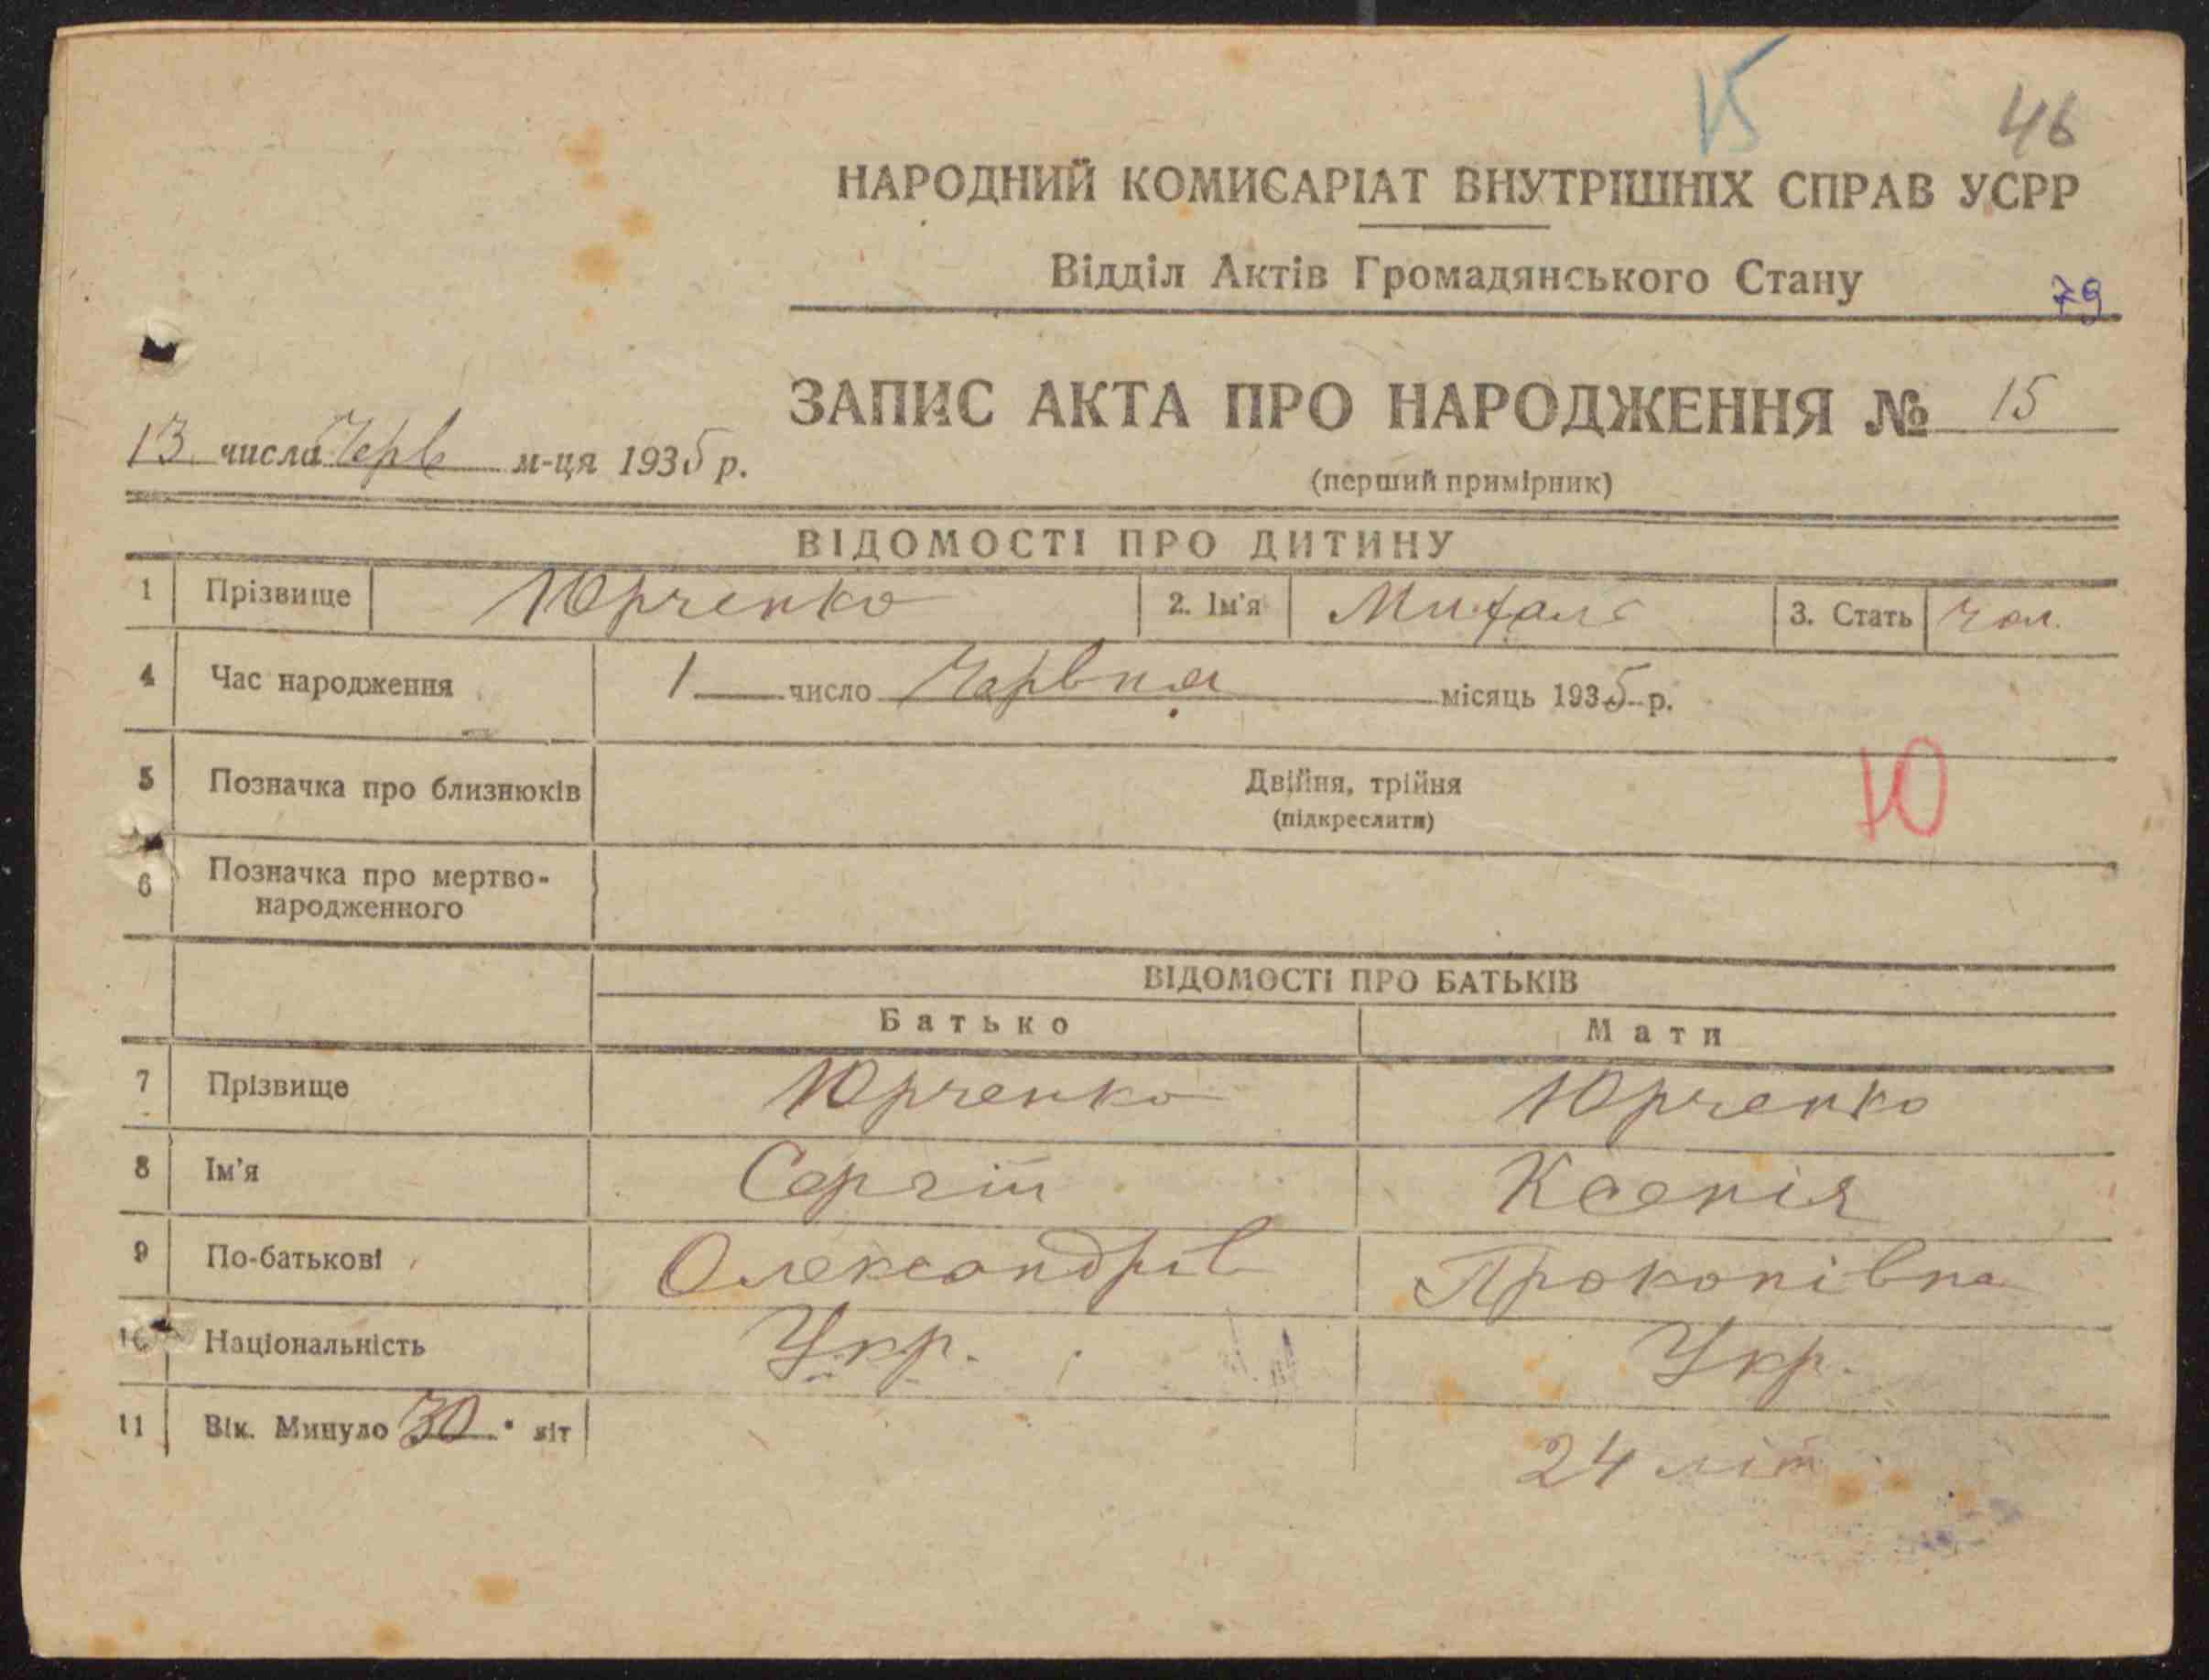 15 46
НАРОДНИЙ КОМИСАРІАТ ВНУТРІШНІХ СПРАВ УСРР
Відділ Актів Громадянського Стану
79
ЗАПИС АКТА ПРО НАРОДЖЕННЯ № 15
13 числа Черв м-ця 1935 р.
(перший примірник)
ВІДОМОСТІ ПРО ДИТИНУ
1 Прізвище Юрченко 2. Ім'я 3. Стать чол.
4 Час народження 1 число Червня місяць 1935 р.
5 Позначка про близнюків Двійня, трійня
(підкреслити)
Ю
6 Позначка про мертво-
народженного
ВІДОМОСТІ ПРО БАТЬКІВ
Батько Мати
7 Прізвище Юрченко Юрченко
8 Ім'я Сергій Ксенія
9 По-батькові Олександрів Прокопівна
10 Національність Укр. Укр.
11 Вік. Минуло 30 літ
24 літ